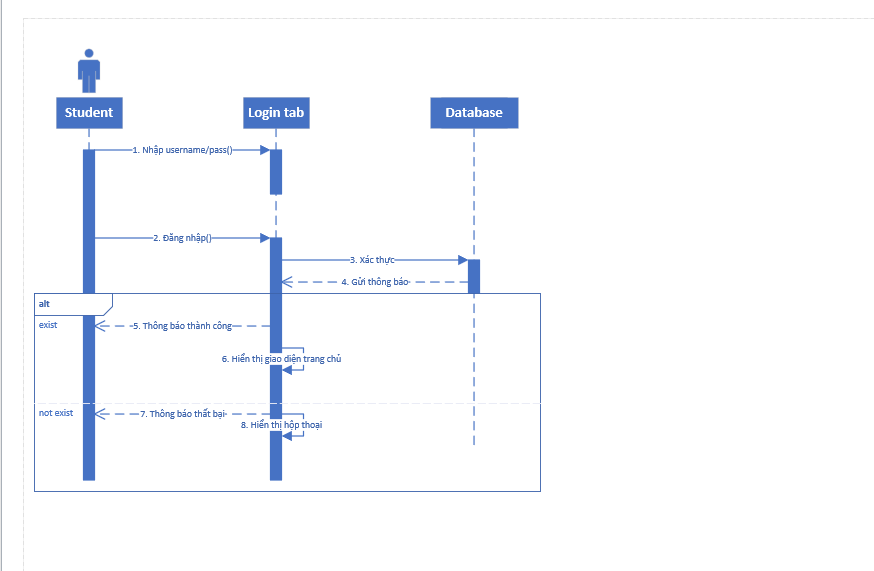 Student
Login tab
Database
1. Nhập username/pass()
2. Đăng nhập()
3. Xác thực
4. Gửi thông báo
alt
exist
5. Thông báo thành công
6. Hiển thị giao diện trang chủ
not exist
7. Thông báo thất bại
8. Hiển thị hộp thoại